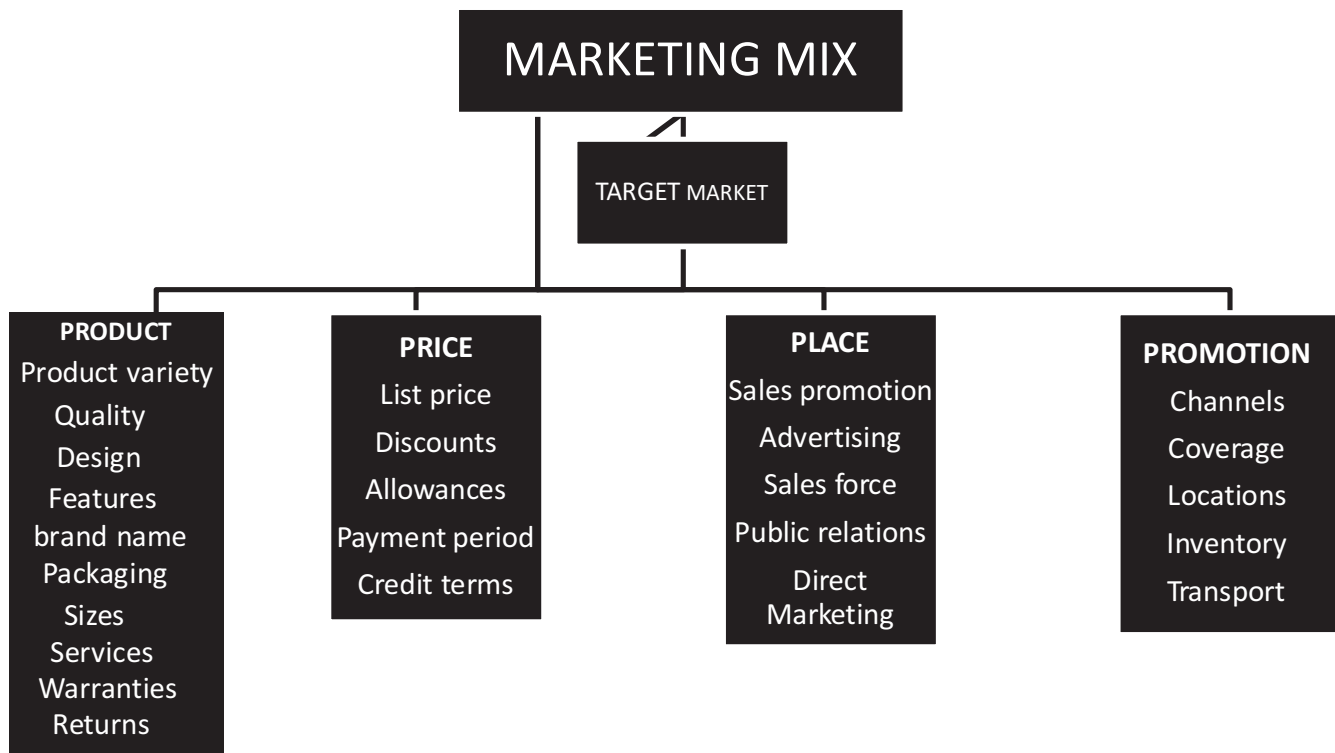 MARKETING MIX
TARGET MARKET
PRODUCT
Product variety
Quality
Design
Features
brand name
Packaging
Sizes
Services
Warranties
Returns
PRICE
List price
Discounts
Allowances
Payment period
Credit terms
PLACE
Sales promotion
Advertising
Sales force
Public relations
Direct
Marketing
PROMOTION
Channels
Coverage
Locations
Inventory
Transport